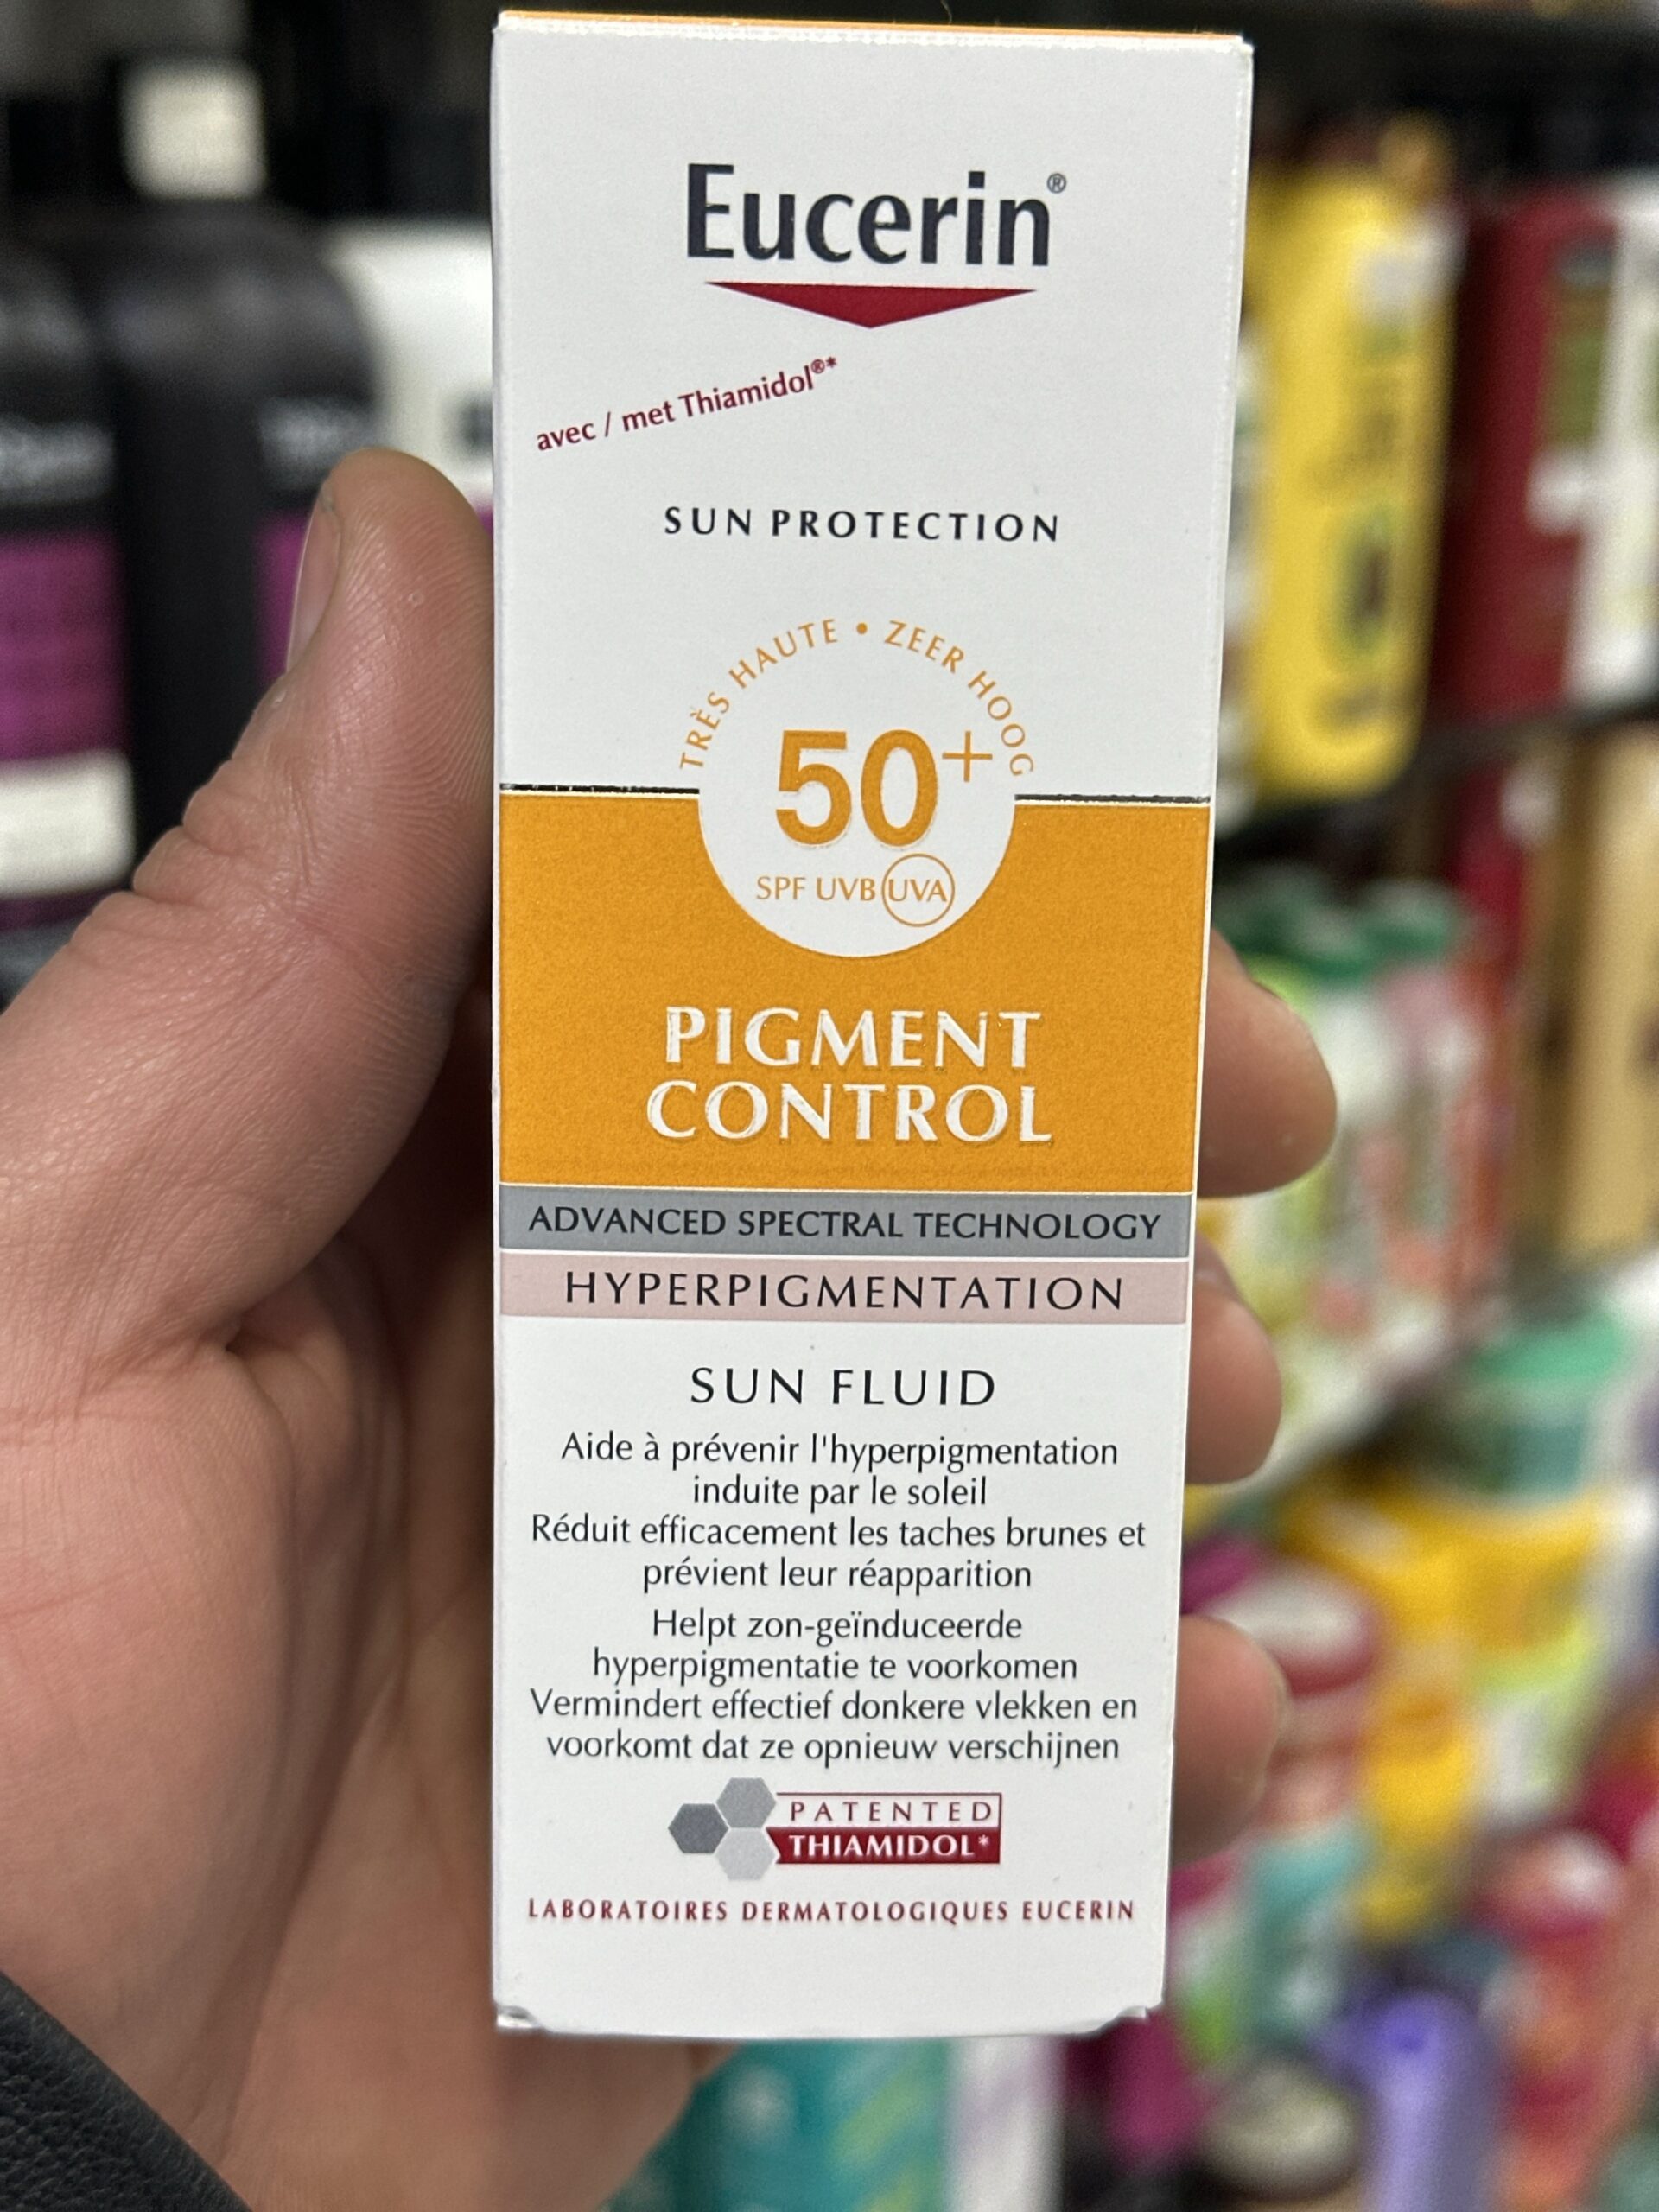 Eucerin®
avec / met Thiamidol®*
SUN PROTECTION
TRÈS HAUTE • ZEER HOOG
50+
SPF UVB UVA
PIGMENT
CONTROL
ADVANCED SPECTRAL TECHNOLOGY
HYPERPIGMENTATION
SUN FLUID
Aide à prévenir l'hyperpigmentation
induite par le soleil
Réduit efficacement les taches brunes et
prévient leur réapparition
Helpt zon-geïnduceerde
hyperpigmentatie te voorkomen
Vermindert effectief donkere vlekken en
voorkomt dat ze opnieuw verschijnen
PATENTED
THIAMIDOL*
LABORATOIRES DERMATOLOGIQUES EUCERIN